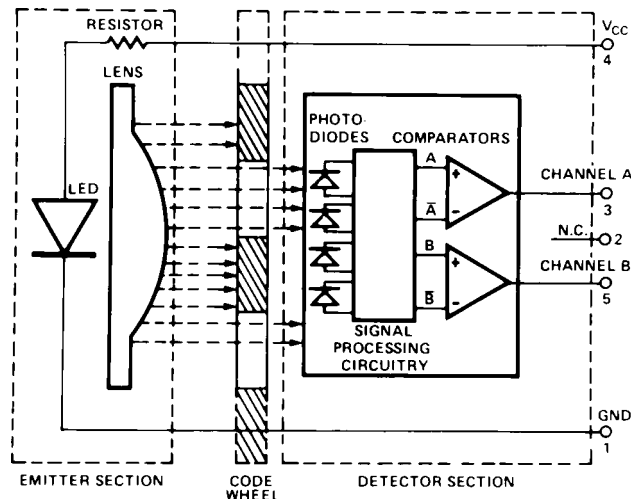 RESISTOR
VCC
4
LENS
PHOTO-
DIODES
COMPARATORS
LED
A
+
CHANNEL A
3
A̅
-
N.C.
2
B
+
CHANNEL B
5
B̅
-
SIGNAL
PROCESSING
CIRCUITRY
GND
1
EMITTER SECTION
CODE
WHEEL
DETECTOR SECTION